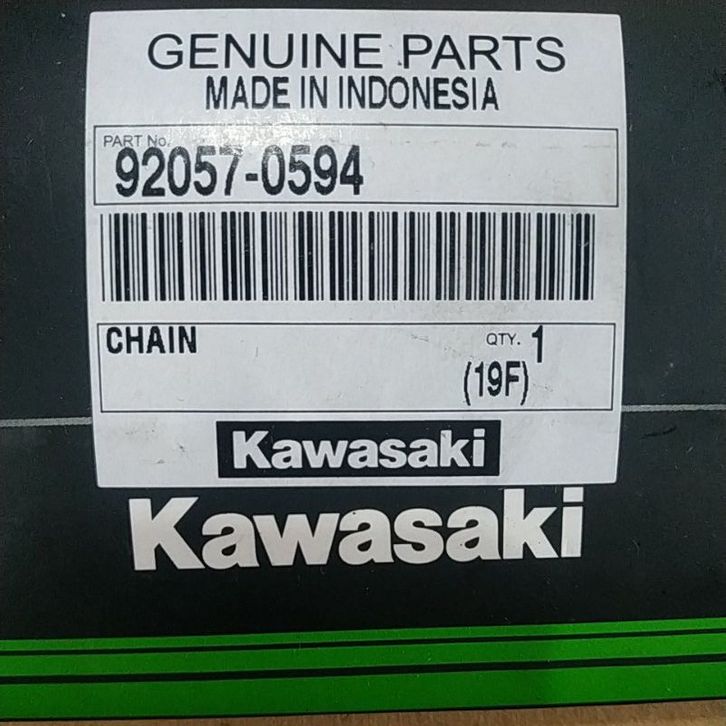 GENUINE PARTS
MADE IN INDONESIA
PART No.
92057-0594
CHAIN QTY. 1
(19F)
Kawasaki
Kawasaki